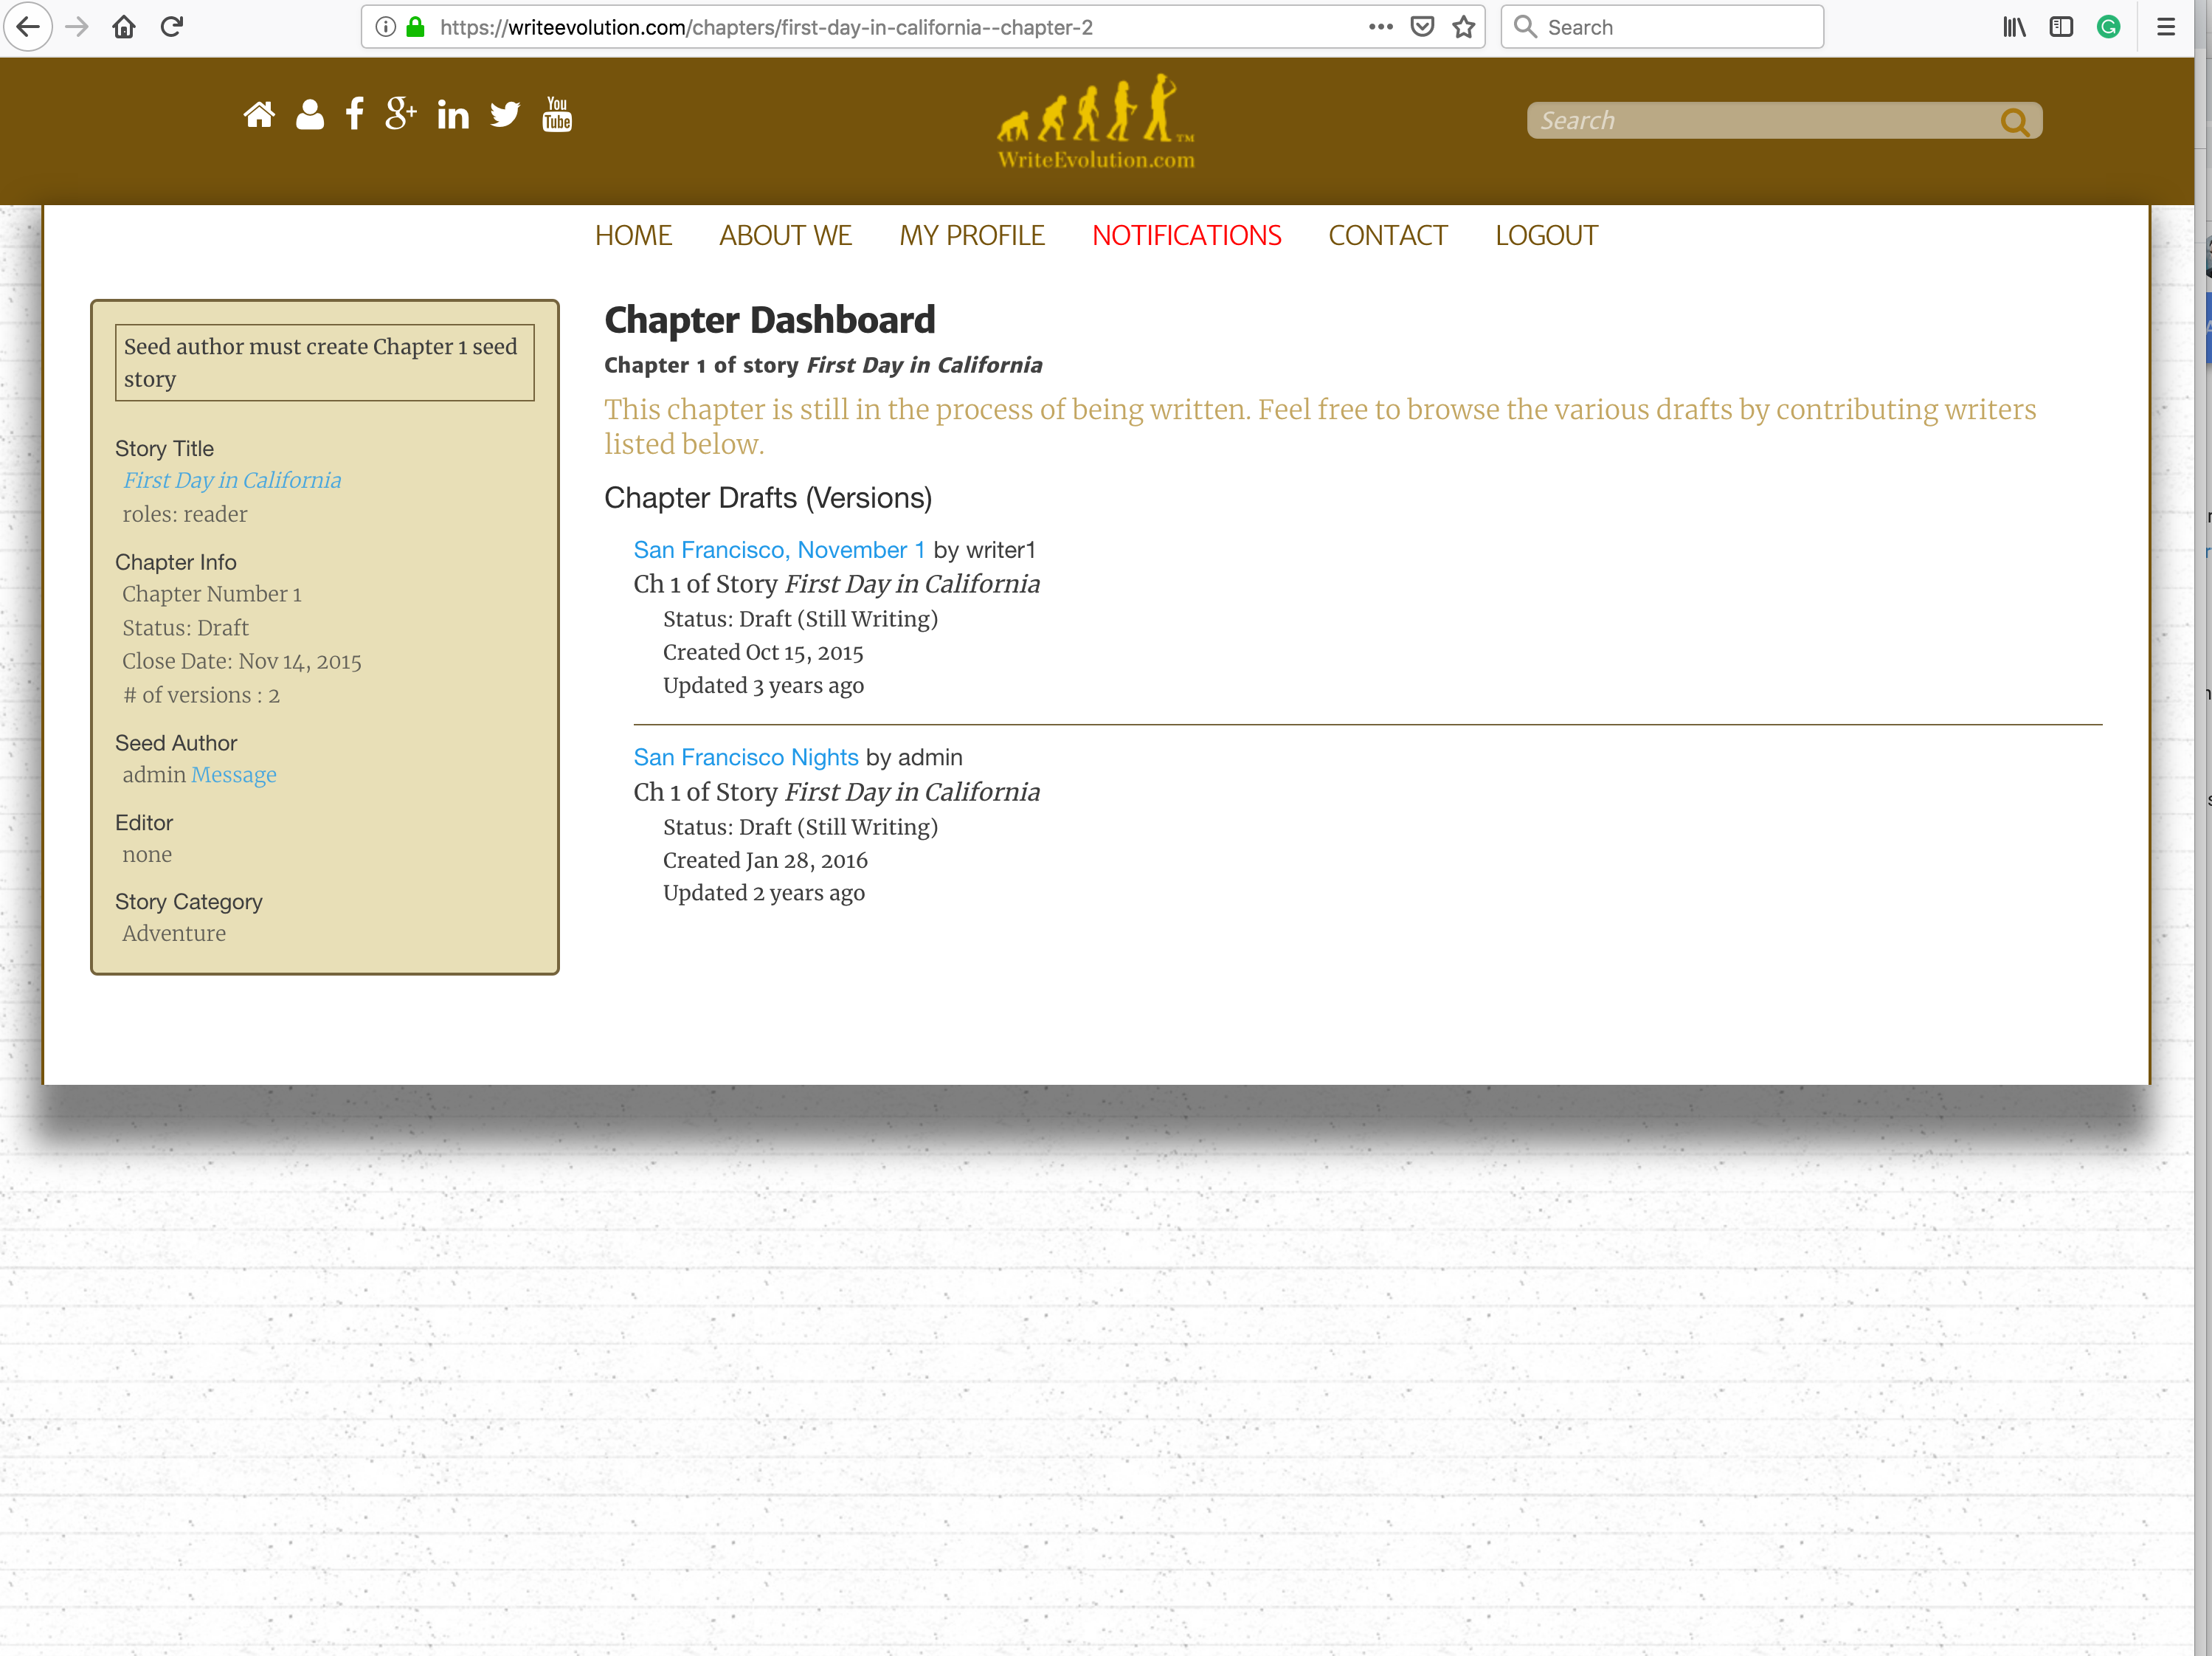 https://writeevolution.com/chapters/first-day-in-california--chapter-2
Search
You
Tube
g+
in
TM
WriteEvolution.com
Search
HOME ABOUT WE MY PROFILE NOTIFICATIONS CONTACT LOGOUT
Seed author must create Chapter 1 seed
story
Story Title
First Day in California
roles: reader
Chapter Info
Chapter Number 1
Status: Draft
Close Date: Nov 14, 2015
# of versions : 2
Seed Author
admin Message
Editor
none
Story Category
Adventure
Chapter Dashboard
Chapter 1 of story First Day in California
This chapter is still in the process of being written. Feel free to browse the various drafts by contributing writers
listed below.
Chapter Drafts (Versions)
San Francisco, November 1 by writer1
Ch 1 of Story First Day in California
Status: Draft (Still Writing)
Created Oct 15, 2015
Updated 3 years ago
San Francisco Nights by admin
Ch 1 of Story First Day in California
Status: Draft (Still Writing)
Created Jan 28, 2016
Updated 2 years ago